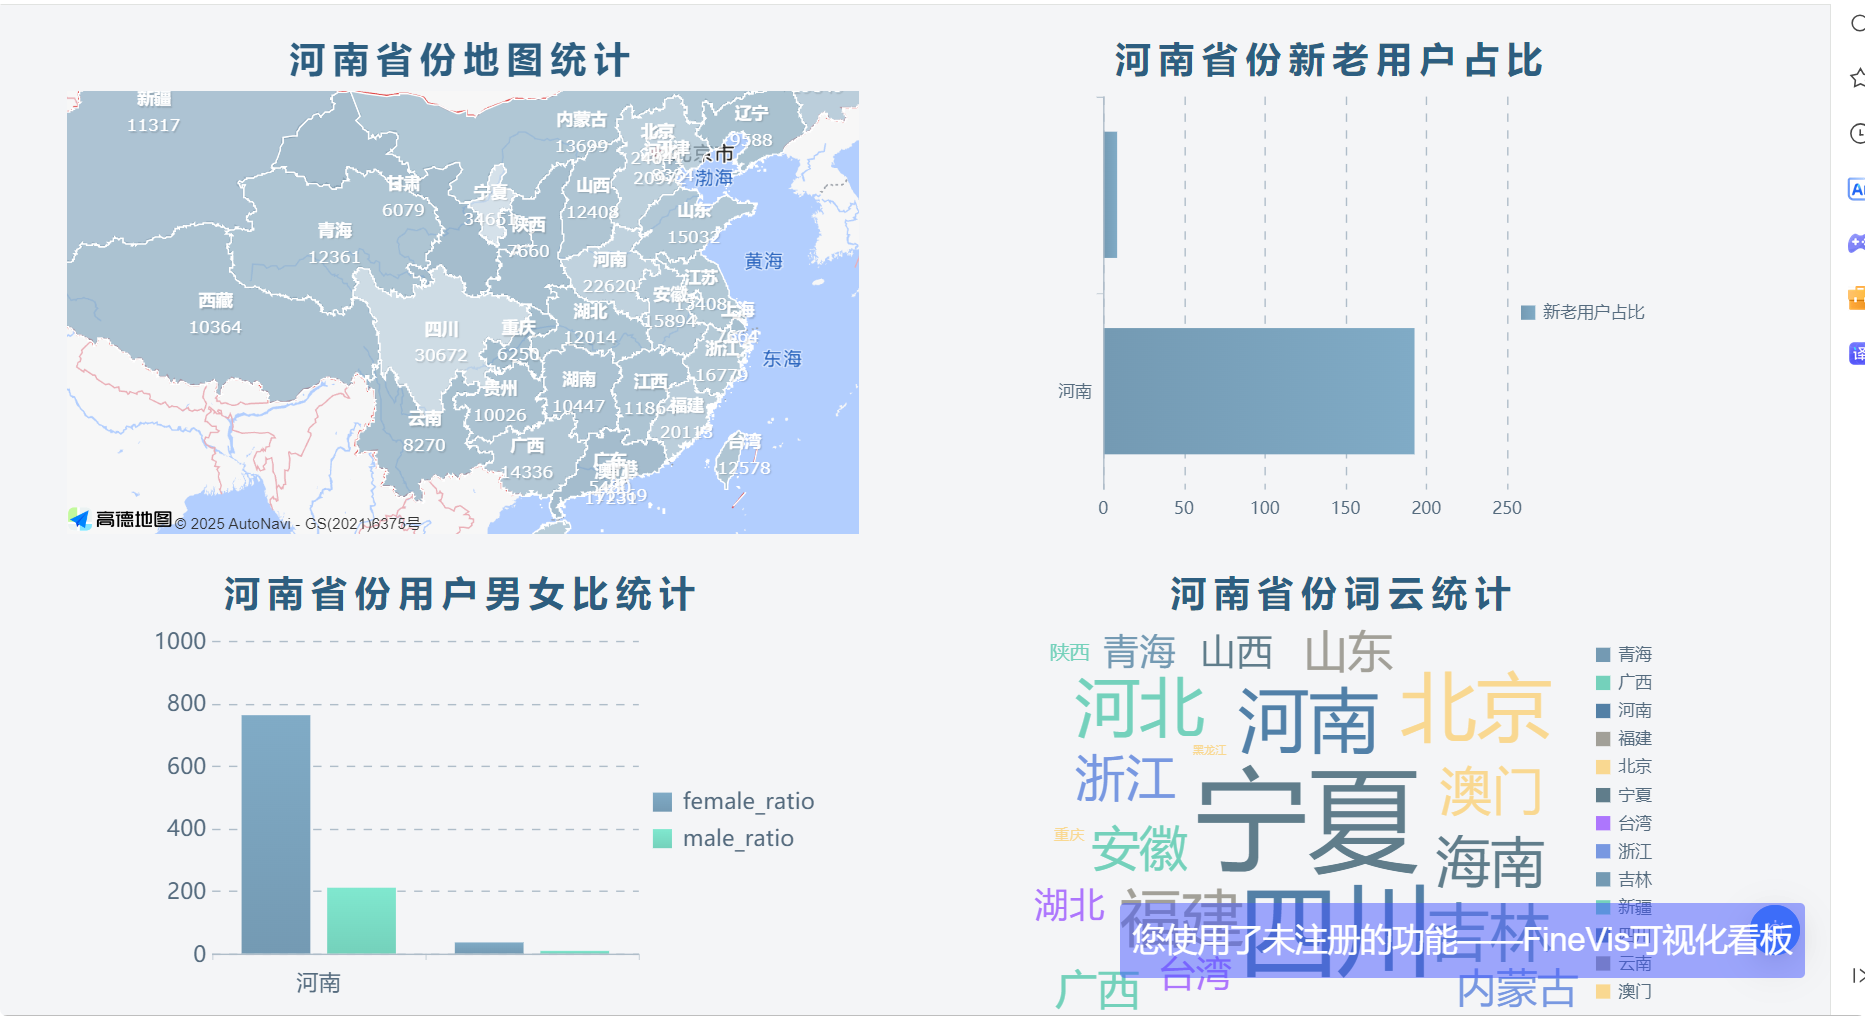 河南省份地图统计
新疆
11317
内蒙古
13699
北京
辽宁
9588
北京市
渤海
甘肃
6079
宁夏
34651
陕西
7660
山西
12408
山东
15032
青海
12361
河南
22620
黄海
江苏
15408
安徽
15894
上海
7664
西藏
10364
四川
30672
重庆
6250
湖北
12014
浙江
16779
东海
贵州
10026
湖南
10447
江西
11864
福建
20113
云南
8270
广西
14336
广东
台湾
12578
17231
高德地图
© 2025 AutoNavi - GS(2021)6375号
河南省份新老用户占比
河南
0 50 100 150 200 250
新老用户占比
河南省份用户男女比统计
1000
800
600
400
200
0
河南
female_ratio
male_ratio
河南省份词云统计
陕西 青海 山西 山东
河北 河南 北京
黑龙江
浙江 宁夏 澳门
重庆 安徽 海南
湖北 福建 四川 吉林
广西 台湾 内蒙古
青海
广西
河南
福建
北京
宁夏
台湾
浙江
吉林
新疆
四川
云南
澳门
您使用了未注册的功能——FineVis可视化看板
译